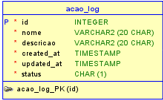 acao_log
P * id INTEGER
* nome VARCHAR2 (20 CHAR)
* descricao VARCHAR2 (20 CHAR)
* created_at TIMESTAMP
* updated_at TIMESTAMP
* status CHAR (1)
acao_log_PK (id)